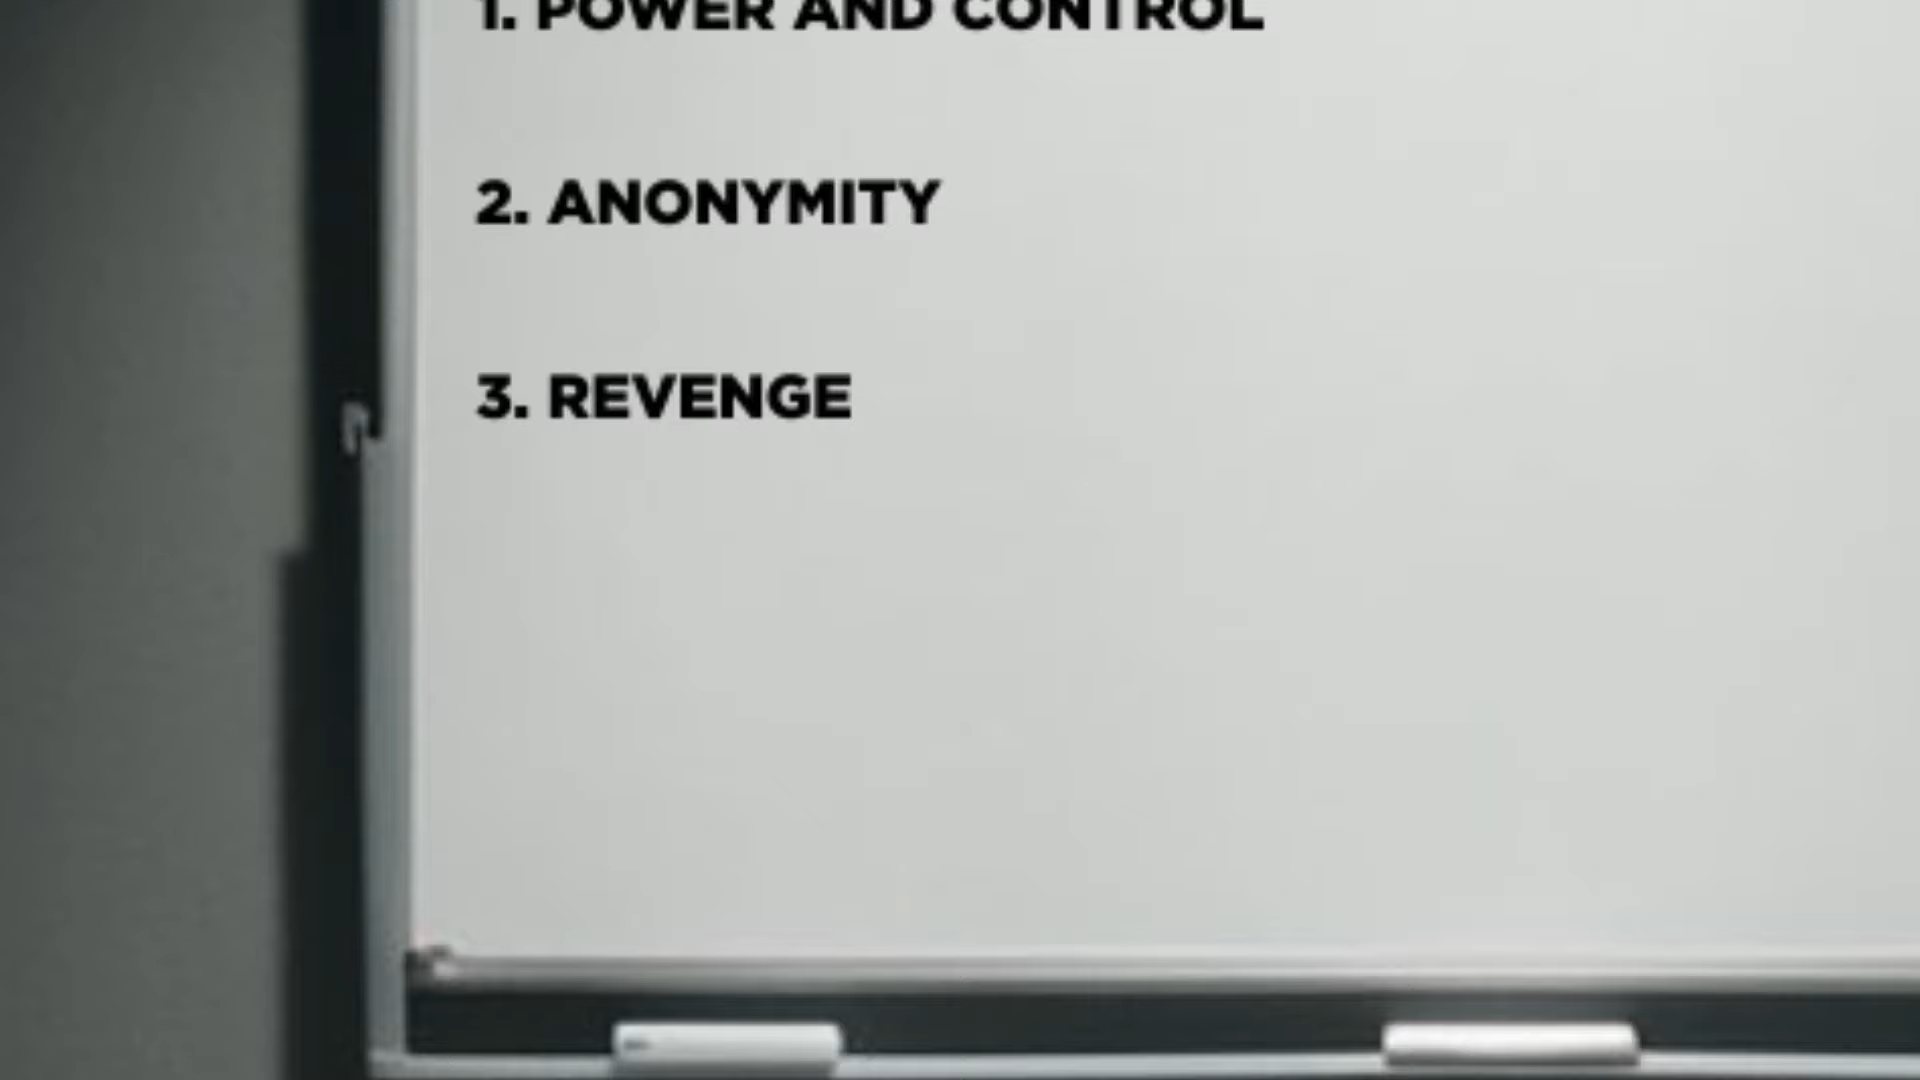 1. POWER AND CONTROL
2. ANONYMITY
3. REVENGE